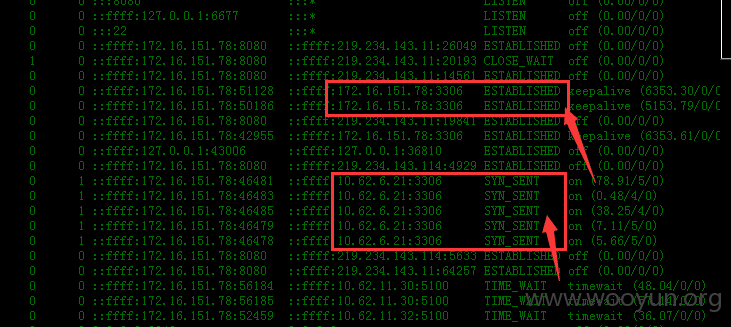 0 0 :::8080 :::* LISTEN off (0.00/0/0)
0 0 ::ffff:127.0.0.1:6677 :::* LISTEN off (0.00/0/0)
0 0 :::22 :::* LISTEN off (0.00/0/0)
0 0 ::ffff:172.16.151.78:8080 ::ffff:219.234.143.11:26049 ESTABLISHED off (0.00/0/0)
1 0 ::ffff:172.16.151.78:8080 ::ffff:219.234.143.11:20193 CLOSE_WAIT off (0.00/0/0)
0 0 ::ffff:172.16.151.78:8080 ::ffff:219.234.143.11:14561 ESTABLISHED off (0.00/0/0)
0 0 ::ffff:172.16.151.78:51128 ::ffff:172.16.151.78:3306 ESTABLISHED keepalive (6353.30/0/0
0 0 ::ffff:172.16.151.78:50186 ::ffff:172.16.151.78:3306 ESTABLISHED keepalive (5153.79/0/0
0 0 ::ffff:172.16.151.78:8080 ::ffff:219.234.143.11:19841 ESTABLISHED off (0.00/0/0)
0 0 ::ffff:172.16.151.78:42955 ::ffff:172.16.151.78:3306 ESTABLISHED keepalive (6353.61/0/0
0 0 ::ffff:127.0.0.1:43006 ::ffff:127.0.0.1:36810 ESTABLISHED off (0.00/0/0)
0 0 ::ffff:172.16.151.78:8080 ::ffff:219.234.143.114:4929 ESTABLISHED off (0.00/0/0)
0 1 ::ffff:172.16.151.78:46481 ::ffff:10.62.6.21:3306 SYN_SENT on (78.91/5/0)
0 1 ::ffff:172.16.151.78:46483 ::ffff:10.62.6.21:3306 SYN_SENT on (0.48/4/0)
0 1 ::ffff:172.16.151.78:46485 ::ffff:10.62.6.21:3306 SYN_SENT on (38.25/4/0)
0 1 ::ffff:172.16.151.78:46479 ::ffff:10.62.6.21:3306 SYN_SENT on (7.11/5/0)
0 1 ::ffff:172.16.151.78:46478 ::ffff:10.62.6.21:3306 SYN_SENT on (5.66/5/0)
0 0 ::ffff:172.16.151.78:8080 ::ffff:219.234.143.114:5633 ESTABLISHED off (0.00/0/0)
0 0 ::ffff:172.16.151.78:8080 ::ffff:219.234.143.11:64257 ESTABLISHED off (0.00/0/0)
0 0 ::ffff:172.16.151.78:56184 ::ffff:10.62.11.30:5100 TIME_WAIT timewait (48.04/0/0)
0 0 ::ffff:172.16.151.78:56185 ::ffff:10.62.11.30:5100 TIME_WAIT timewait
0 0 ::ffff:172.16.151.78:52459 ::ffff:10.62.11.32:5100 TIME_WAIT timewait (36.07/0/0)
www.wooyun.org